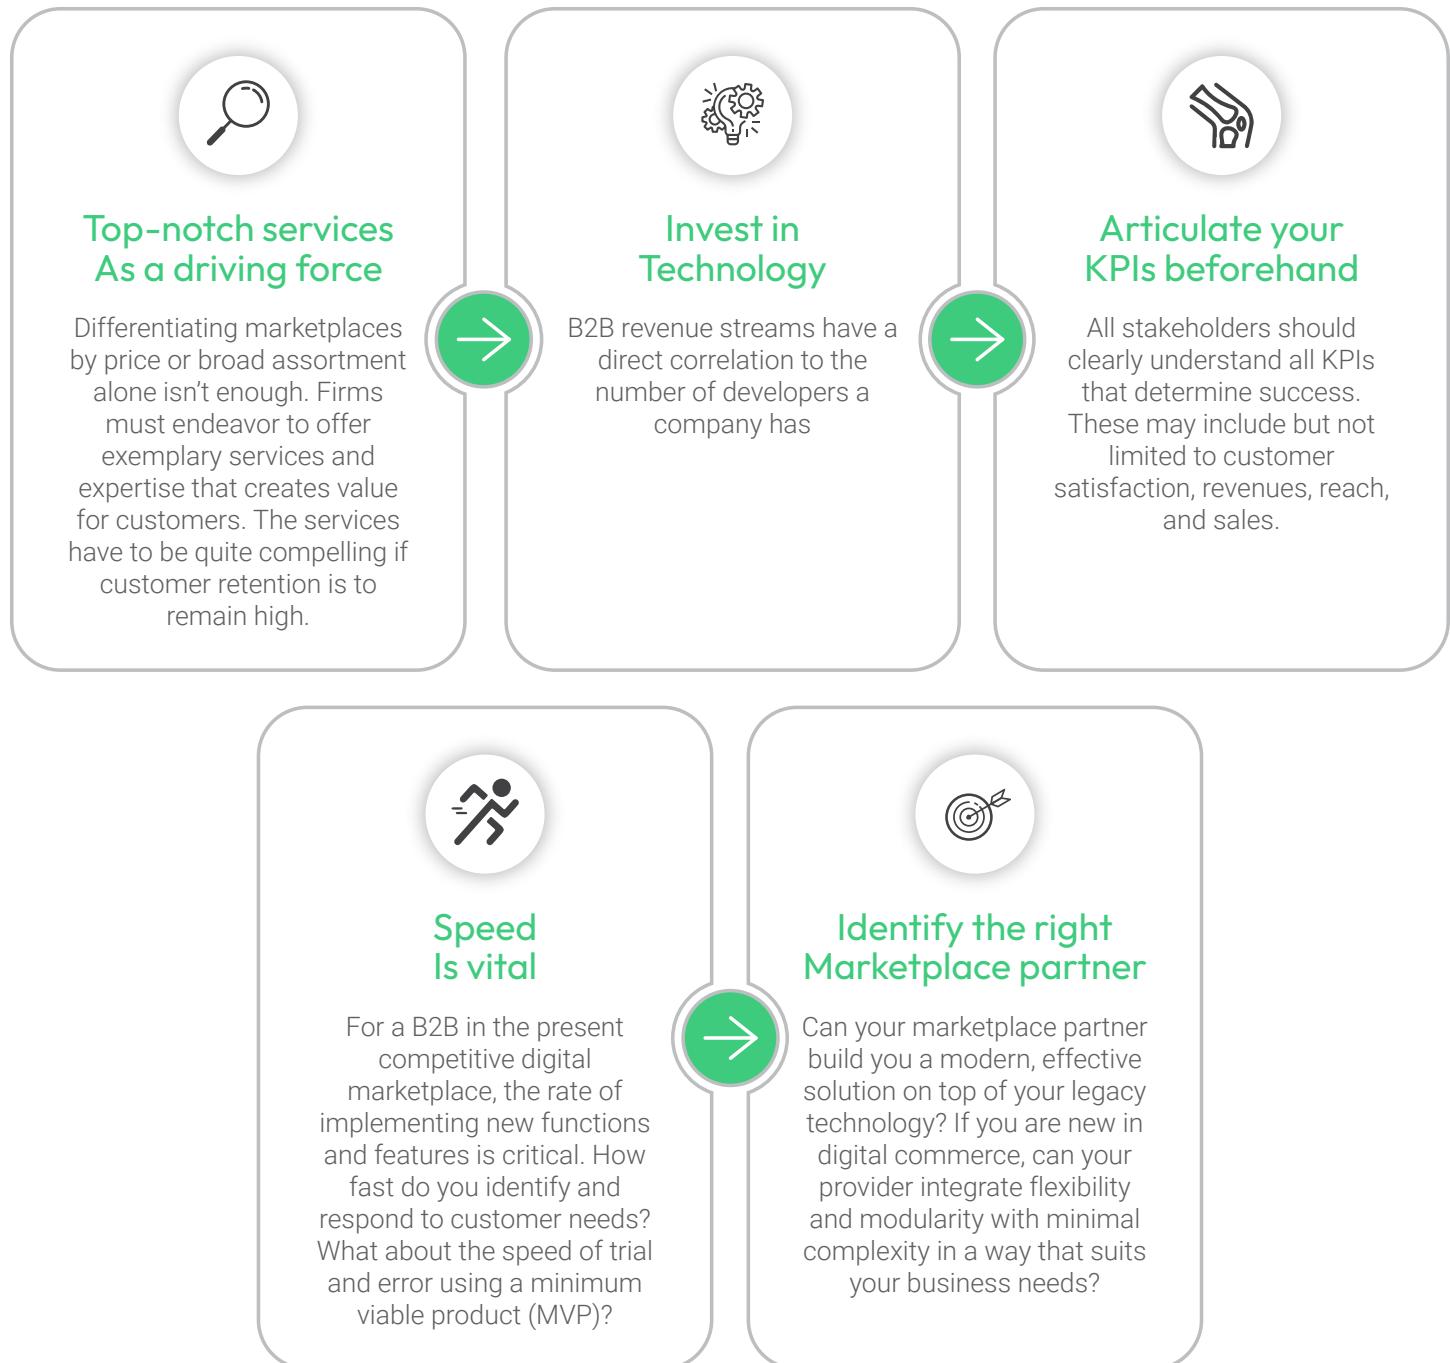 Top-notch services
As a driving force
Differentiating marketplaces
by price or broad assortment
alone isn’t enough. Firms
must endeavor to offer
exemplary services and
expertise that creates value
for customers. The services
have to be quite compelling if
customer retention is to
remain high.
Invest in
Technology
B2B revenue streams have a
direct correlation to the
number of developers a
company has
Articulate your
KPIs beforehand
All stakeholders should
clearly understand all KPIs
that determine success.
These may include but not
limited to customer
satisfaction, revenues, reach,
and sales.
Speed
Is vital
For a B2B in the present
competitive digital
marketplace, the rate of
implementing new functions
and features is critical. How
fast do you identify and
respond to customer needs?
What about the speed of trial
and error using a minimum
viable product (MVP)?
Identify the right
Marketplace partner
Can your marketplace partner
build you a modern, effective
solution on top of your legacy
technology? If you are new in
digital commerce, can your
provider integrate flexibility
and modularity with minimal
complexity in a way that suits
your business needs?